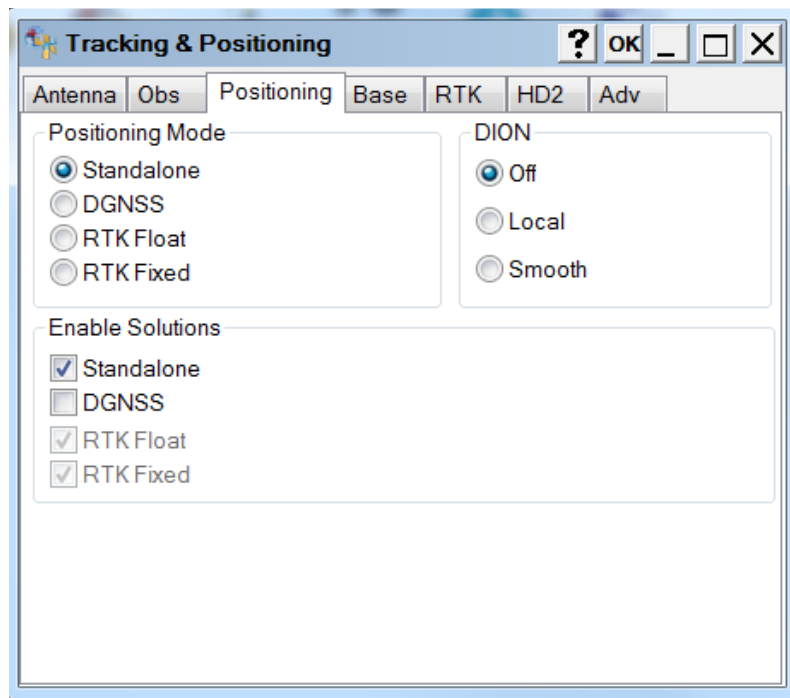 Tracking & Positioning ? OK
Antenna Obs Positioning Base RTK HD2 Adv
Positioning Mode
Standalone
DGNSS
RTK Float
RTK Fixed
DION
Off
Local
Smooth
Enable Solutions
Standalone
DGNSS
RTK Float
RTK Fixed